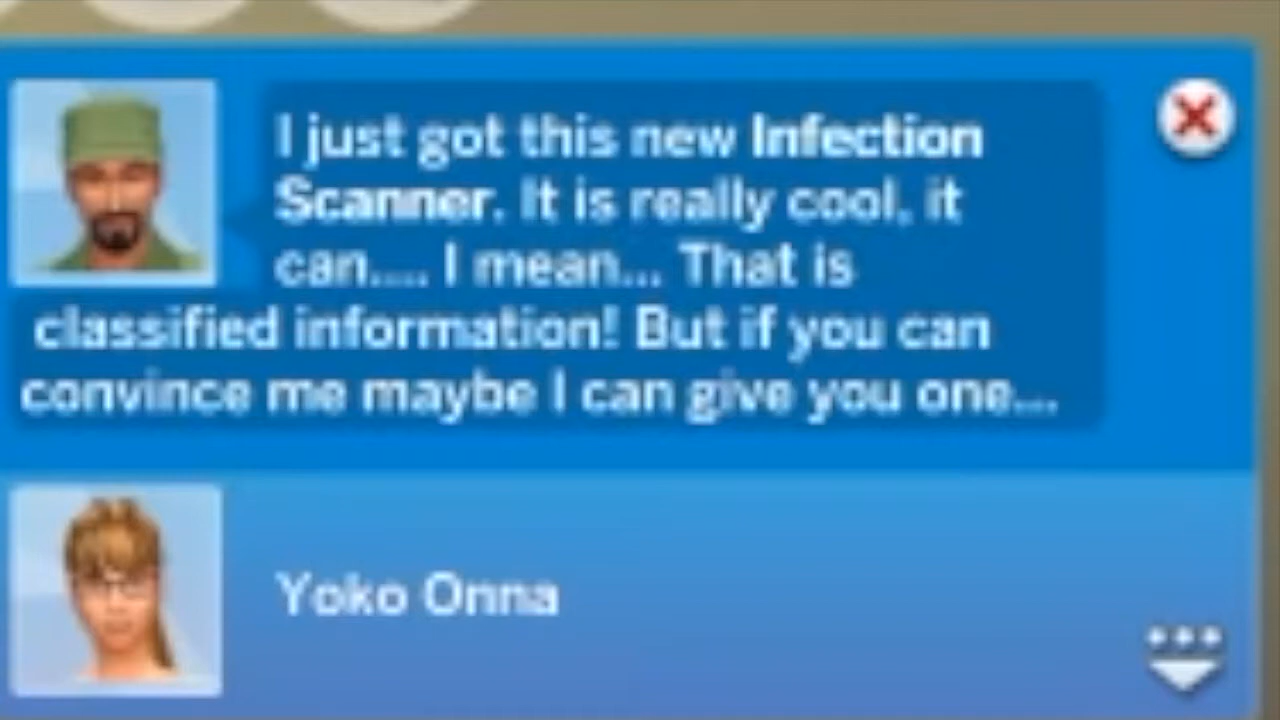 I just got this new Infection
Scanner. It is really cool, it
can.... I mean... That is
classified information! But if you can
convince me maybe I can give you one...
Yoko Onna